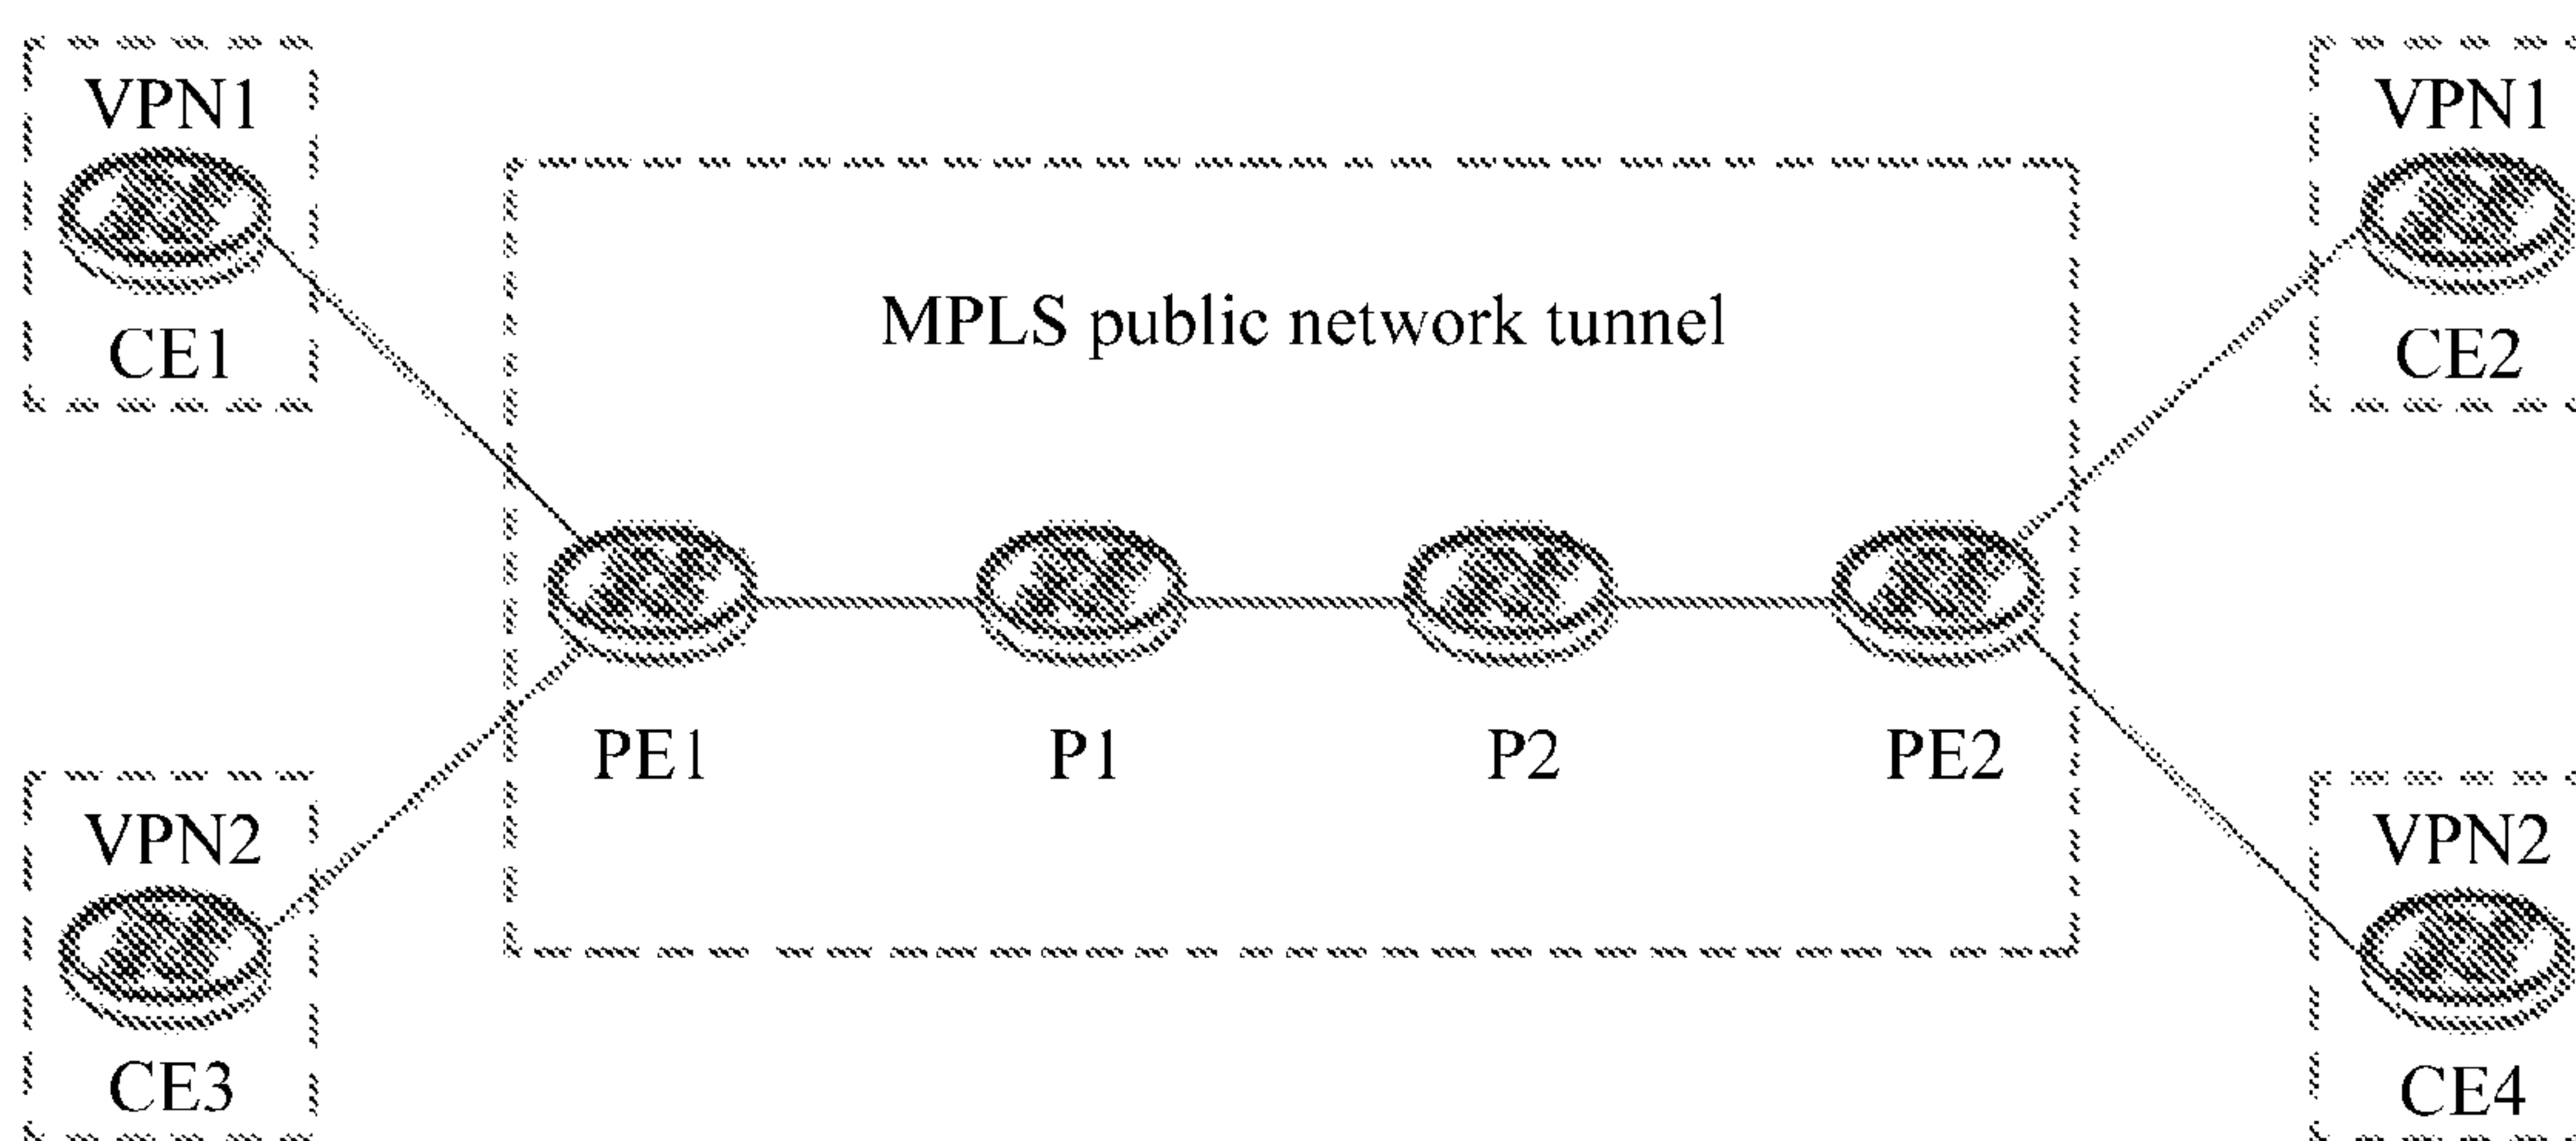 VPN1
CE1
VPN1
CE2
MPLS public network tunnel
PE1
P1
P2
PE2
VPN2
CE3
VPN2
CE4